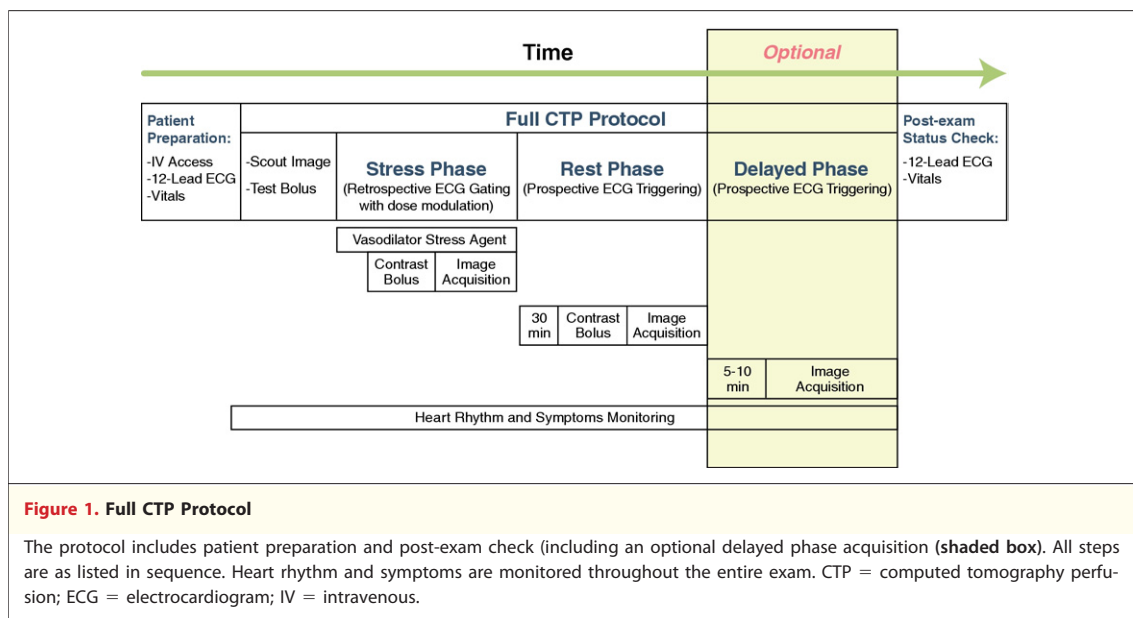 Time
Optional
Full CTP Protocol
Patient
Preparation:
-IV Access
-12-Lead ECG
-Vitals
-Scout Image
-Test Bolus
Stress Phase
(Retrospective ECG Gating
with dose modulation)
Rest Phase
(Prospective ECG Triggering)
Delayed Phase
(Prospective ECG Triggering)
Post-exam
Status Check:
-12-Lead ECG
-Vitals
Vasodilator Stress Agent
Contrast
Bolus
Image
Acquisition
30
min
Contrast
Bolus
Image
Acquisition
5-10
min
Image
Acquisition
Heart Rhythm and Symptoms Monitoring
Figure 1. Full CTP Protocol
The protocol includes patient preparation and post-exam check (including an optional delayed phase acquisition (shaded box). All steps
are as listed in sequence. Heart rhythm and symptoms are monitored throughout the entire exam. CTP = computed tomography perfu-
sion; ECG = electrocardiogram; IV = intravenous.